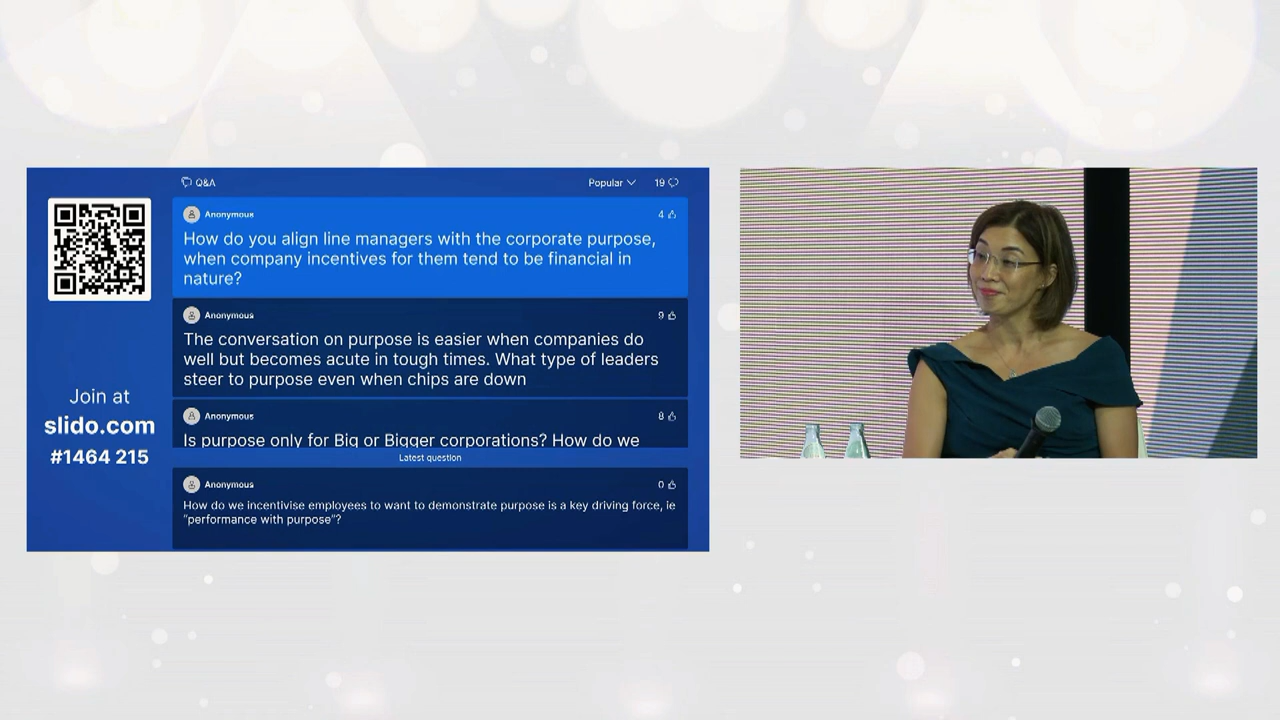 Q&A
Popular
19
Anonymous
4
How do you align line managers with the corporate purpose,
when company incentives for them tend to be financial in
nature?
Anonymous
9
The conversation on purpose is easier when companies do
well but becomes acute in tough times. What type of leaders
steer to purpose even when chips are down
Anonymous
8
Is purpose only for Big or Bigger corporations? How do we
Latest question
Anonymous
0
How do we incentivise employees to want to demonstrate purpose is a key driving force, ie
"performance with purpose"?
Join at
slido.com
#1464 215